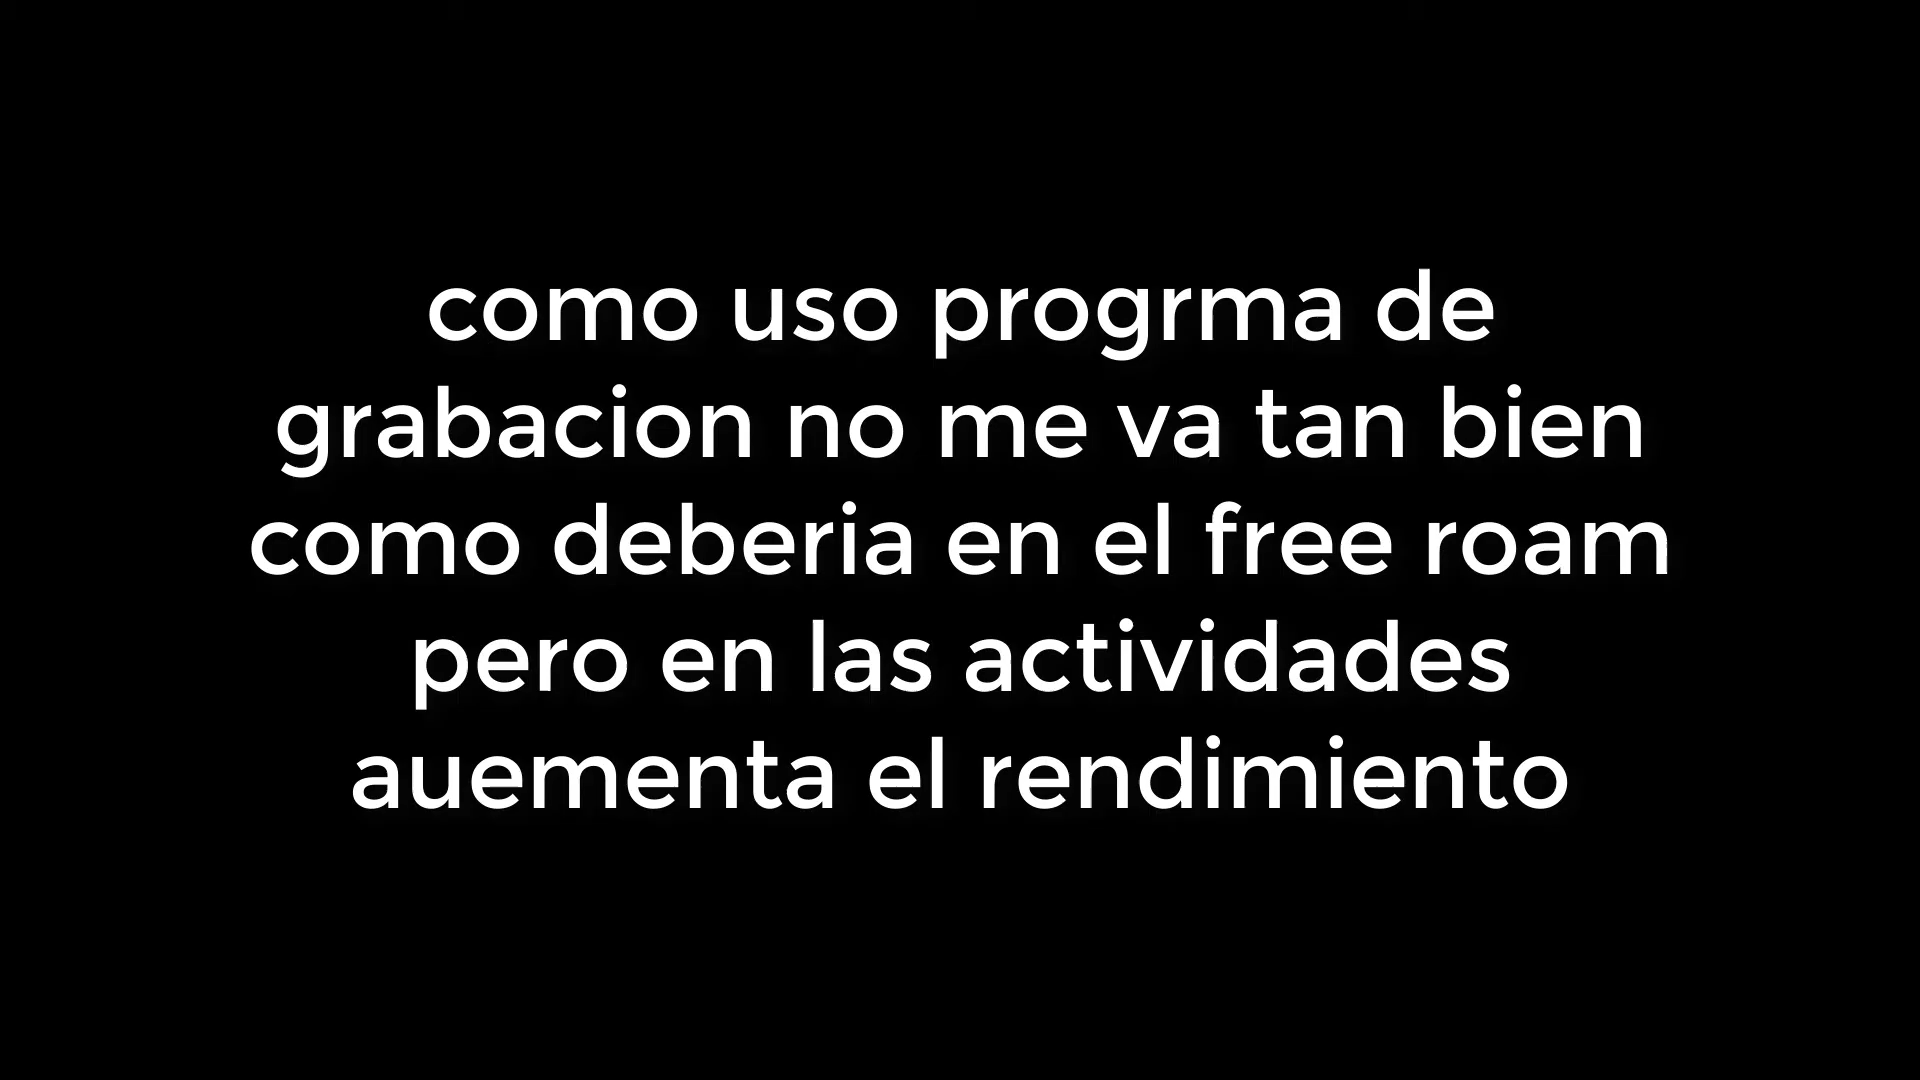 como uso progrma de
grabacion no me va tan bien
como deberia en el free roam
pero en las actividades
auementa el rendimiento